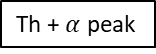 Th + 𝛼 peak